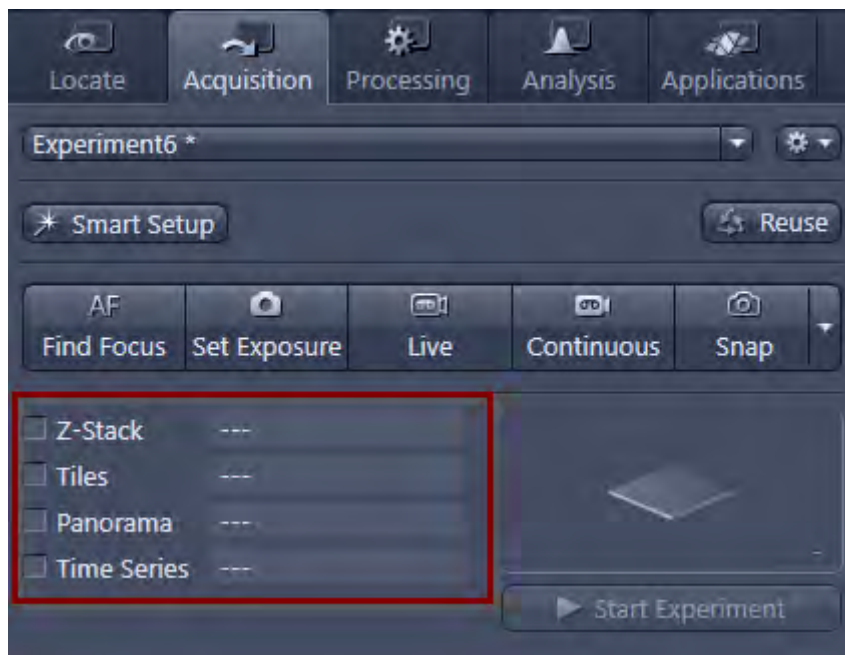 Locate Acquisition Processing Analysis Applications
Experiment6 *
Smart Setup Reuse
AF
Find Focus Set Exposure Live Continuous Snap
Z-Stack ---
Tiles ---
Panorama ---
Time Series ---
Start Experiment